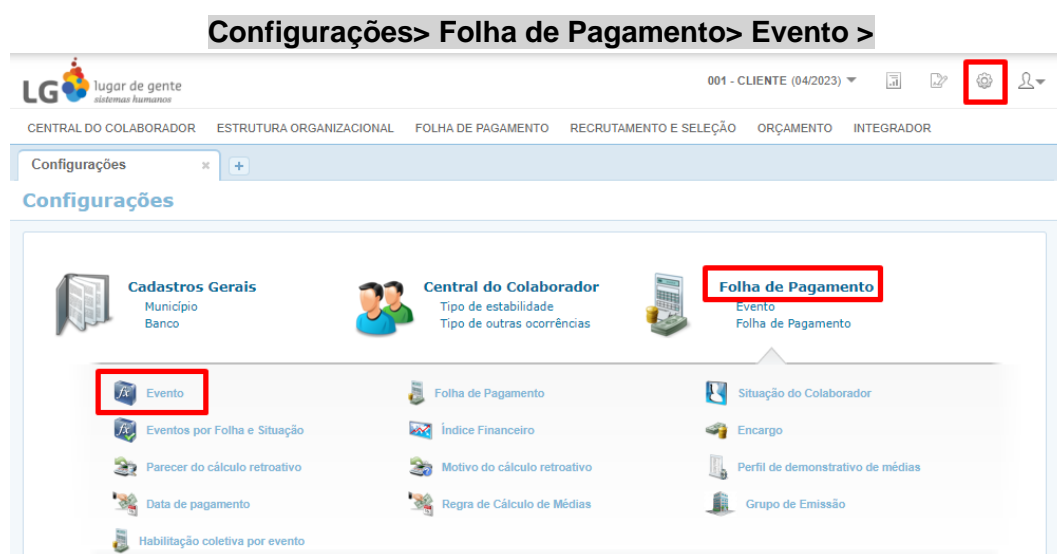 Configurações> Folha de Pagamento> Evento >
LG lugar de gente
sistemas humanos
001 - CLIENTE (04/2023)
CENTRAL DO COLABORADOR ESTRUTURA ORGANIZACIONAL FOLHA DE PAGAMENTO RECRUTAMENTO E SELEÇÃO ORÇAMENTO INTEGRADOR
Configurações × +
Configurações
Cadastros Gerais Central do Colaborador Folha de Pagamento
Município Tipo de estabilidade Evento
Banco Tipo de outras ocorrências Folha de Pagamento
fx Evento Folha de Pagamento Situação do Colaborador
fx Eventos por Folha e Situação Índice Financeiro Encargo
Parecer do cálculo retroativo Motivo do cálculo retroativo Perfil de demonstrativo de médias
Data de pagamento Regra de Cálculo de Médias Grupo de Emissão
Habilitação coletiva por evento